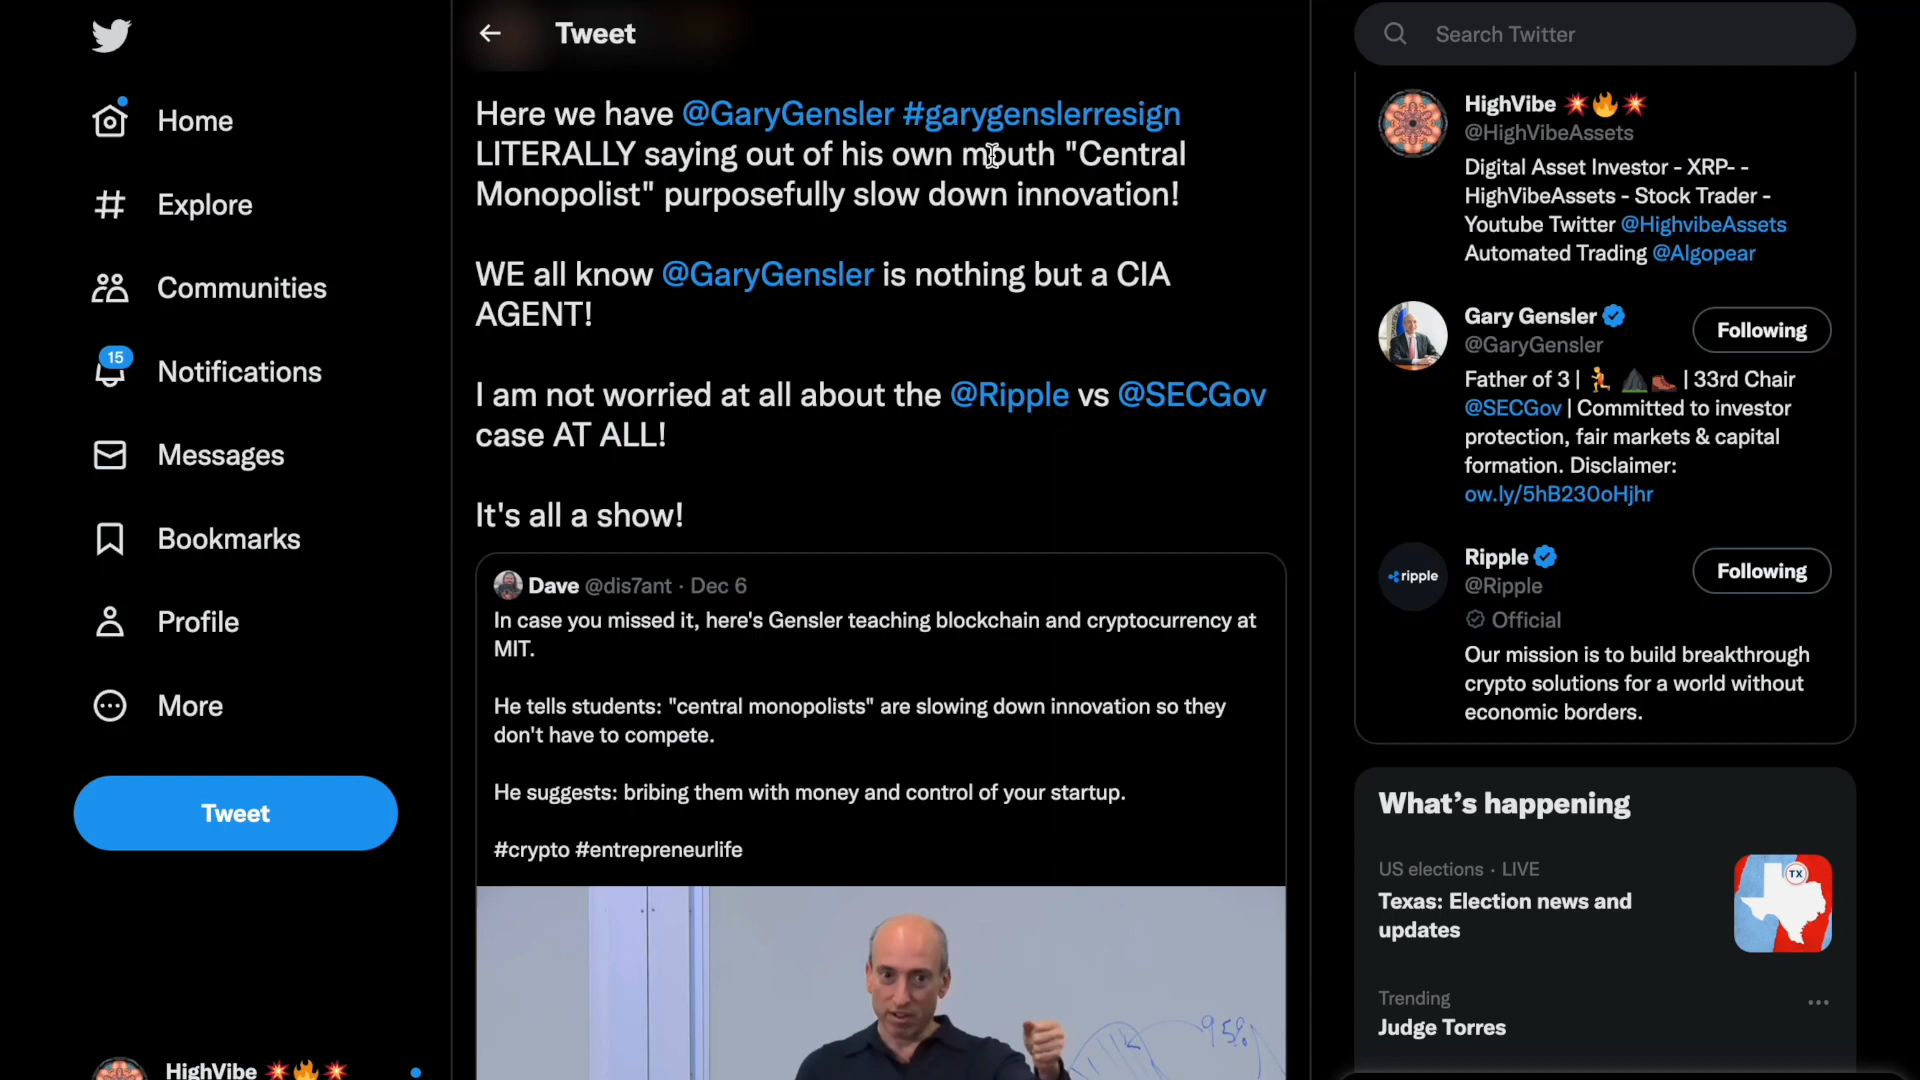 Home
Explore
Communities
15
Notifications
Messages
Bookmarks
Profile
More
Tweet
HighVibe
Tweet
Here we have @GaryGensler #garygenslerresign
LITERALLY saying out of his own mouth "Central
Monopolist" purposefully slow down innovation!
WE all know @GaryGensler is nothing but a CIA
AGENT!
I am not worried at all about the @Ripple vs @SECGov
case AT ALL!
It's all a show!
Dave @dis7ant · Dec 6
In case you missed it, here's Gensler teaching blockchain and cryptocurrency at
MIT.
He tells students: "central monopolists" are slowing down innovation so they
don't have to compete.
He suggests: bribing them with money and control of your startup.
#crypto #entrepreneurlife
95%
Search Twitter
HighVibe 💥🔥💥
@HighVibeAssets
Digital Asset Investor - XRP- -
HighVibeAssets - Stock Trader -
Youtube Twitter @HighvibeAssets
Automated Trading @Algopear
Gary Gensler
Following
@GaryGensler
Father of 3 | 🏃 ⛰️🥾 | 33rd Chair
@SECGov | Committed to investor
protection, fair markets & capital
formation. Disclaimer:
ow.ly/5hB230oHjhr
ripple
Ripple
Following
@Ripple
Official
Our mission is to build breakthrough
crypto solutions for a world without
economic borders.
What's happening
US elections · LIVE
Texas: Election news and
updates
TX
Trending
Judge Torres